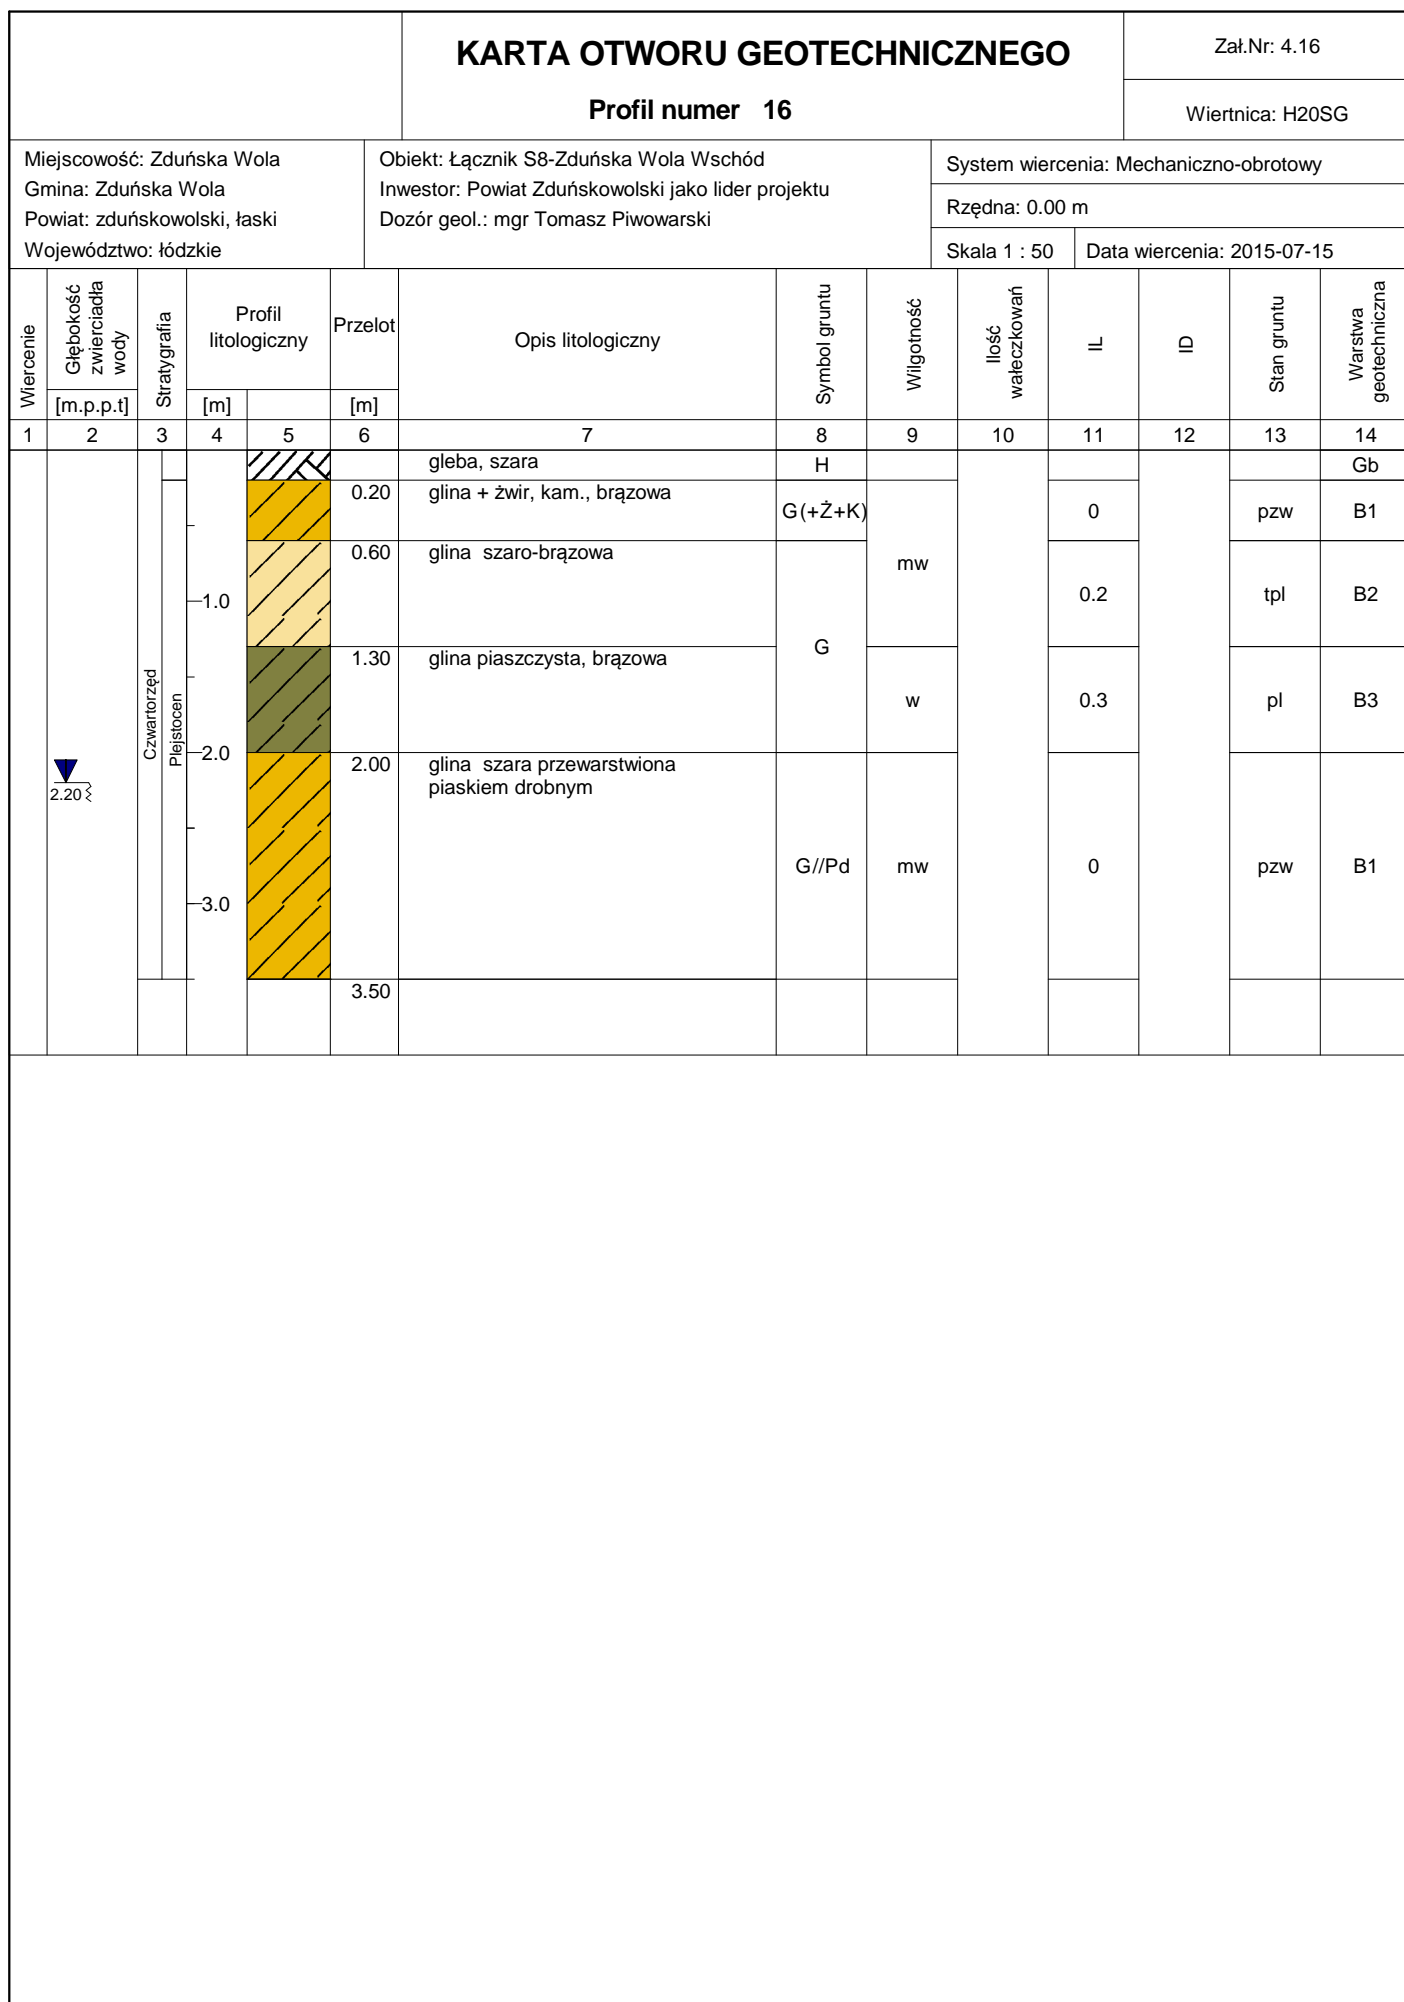 KARTA OTWORU GEOTECHNICZNEGO
Profil numer 16
Zał.Nr: 4.16
Wiertnica: H20SG
Miejscowość: Zduńska Wola
Gmina: Zduńska Wola
Powiat: zduńskowolski, łaski
Województwo: łódzkie
Obiekt: Łącznik S8-Zduńska Wola Wschód
Inwestor: Powiat Zduńskowolski jako lider projektu
Dozór geol.: mgr Tomasz Piwowarski
System wiercenia: Mechaniczno-obrotowy
Rzędna: 0.00 m
Skala 1 : 50
Data wiercenia: 2015-07-15
Wiercenie
Głębokość
zwierciadła
wody
[m.p.p.t]
Stratygrafia
Profil
litologiczny
[m]
Przelot
[m]
Opis litologiczny
Symbol gruntu
Wilgotność
Ilość
wałeczkowań
IL
ID
Stan gruntu
Warstwa
geotechniczna
1 2 3 4 5 6 7 8 9 10 11 12 13 14
gleba, szara H Gb
0.20 glina + żwir, kam., brązowa G(+Ż+K) 0 pzw B1
0.60 glina szaro-brązowa
mw
1.0 0.2 tpl B2
G
1.30 glina piaszczysta, brązowa
w 0.3 pl B3
Czwartorzęd
Plejstocen
2.0
2.00 glina szara przewarstwiona
piaskiem drobnym
2.20
G//Pd mw 0 pzw B1
3.0
3.50